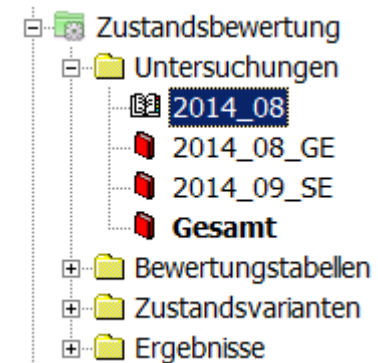 Zustandsbewertung
Untersuchungen
2014_08
2014_08_GE
2014_09_SE
Gesamt
Bewertungstabellen
Zustandsvarianten
Ergebnisse